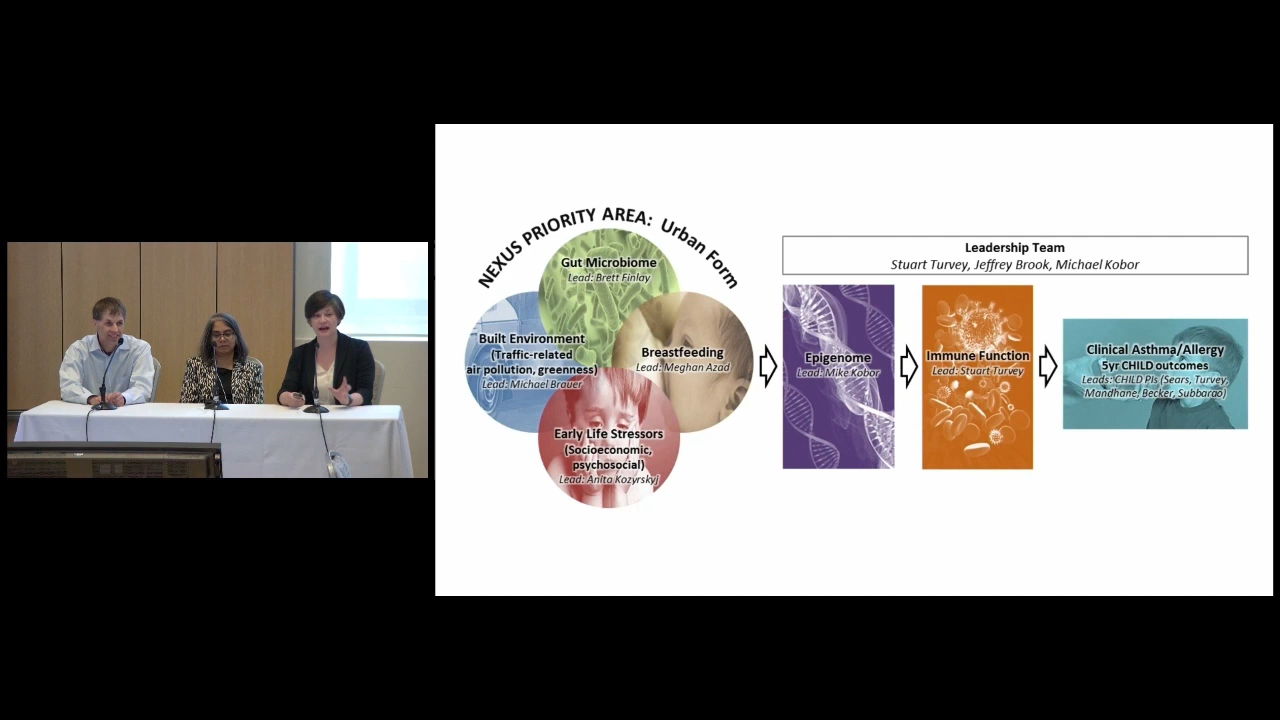 NEXUS PRIORITY AREA: Urban Form
Gut Microbiome
Lead: Brett Finlay
Built Environment
(Traffic-related
air pollution, greenness)
Lead: Michael Brauer
Breastfeeding
Lead: Meghan Azad
Early Life Stressors
(Socioeconomic,
psychosocial)
Lead: Anita Kozyrskyj
Leadership Team
Stuart Turvey, Jeffrey Brook, Michael Kobor
Epigenome
Lead: Mike Kobor
Immune Function
Lead: Stuart Turvey
Clinical Asthma/Allergy
5yr CHILD outcomes
Leads: CHILD PIs (Sears, Turvey,
Mandhane, Becker, Subbarao)